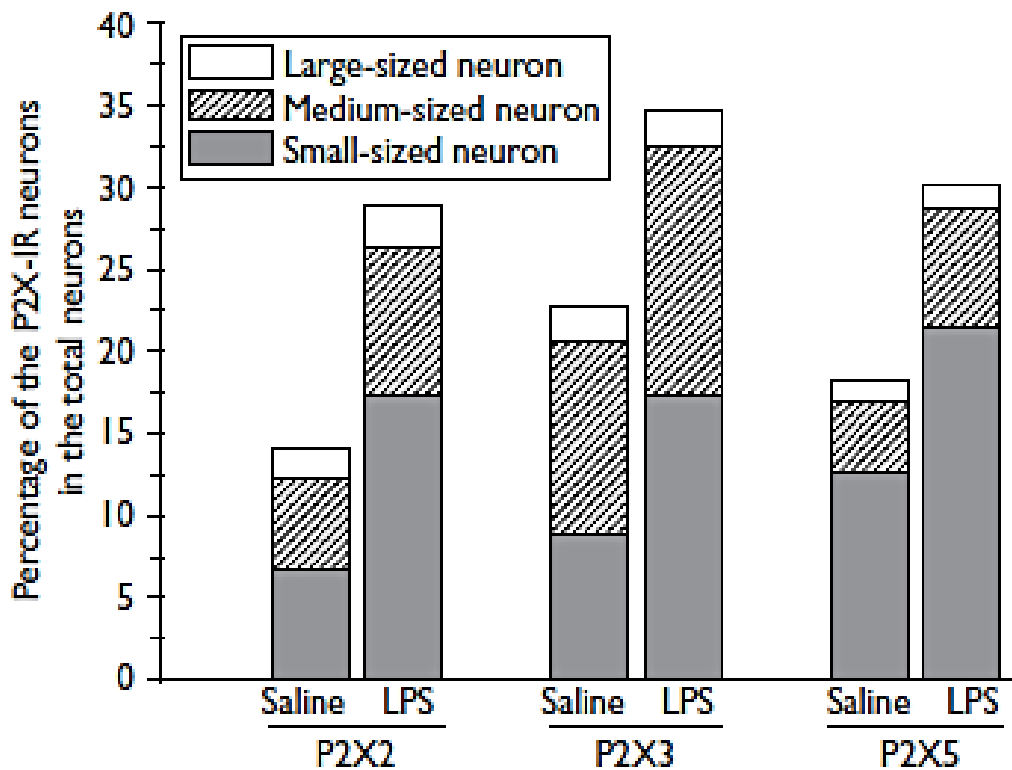 Percentage of the P2X-IR neurons
in the total neurons
40
35
30
25
20
15
10
5
0
Large-sized neuron
Medium-sized neuron
Small-sized neuron
Saline LPS Saline LPS Saline LPS
P2X2 P2X3 P2X5